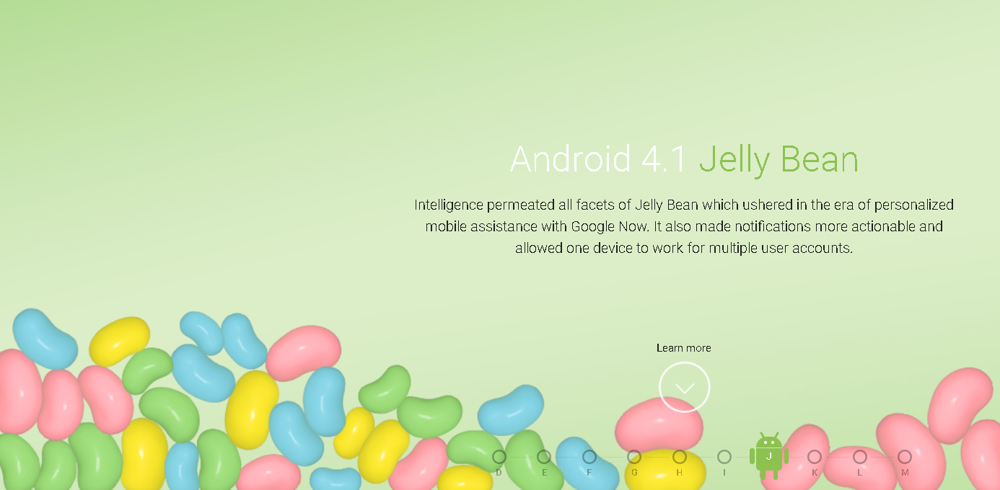 Android 4.1 Jelly Bean
Intelligence permeated all facets of Jelly Bean which ushered in the era of personalized
mobile assistance with Google Now. It also made notifications more actionable and
allowed one device to work for multiple user accounts.
Learn more
J
D E F G H I K L M